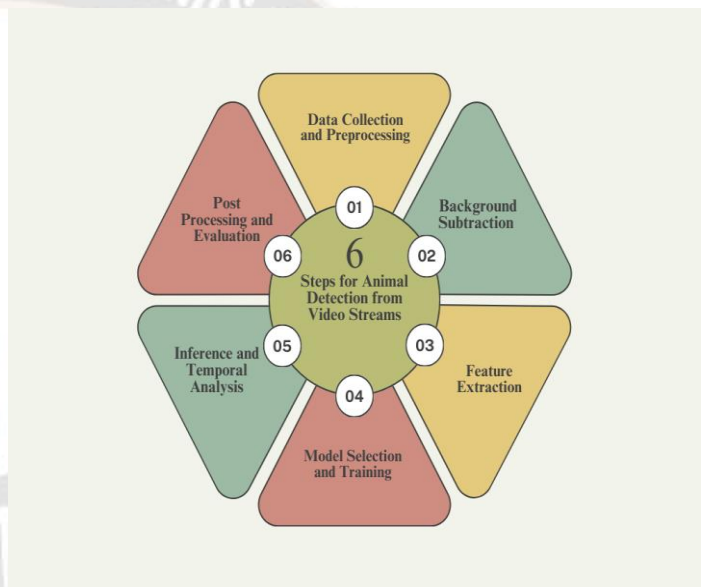 Data Collection
and Preprocessing
01
Background
Subtraction
02
03
Feature
Extraction
04
Model Selection
and Training
05
Inference and
Temporal
Analysis
06
Post
Processing and
Evaluation
6
Steps for Animal
Detection from
Video Streams